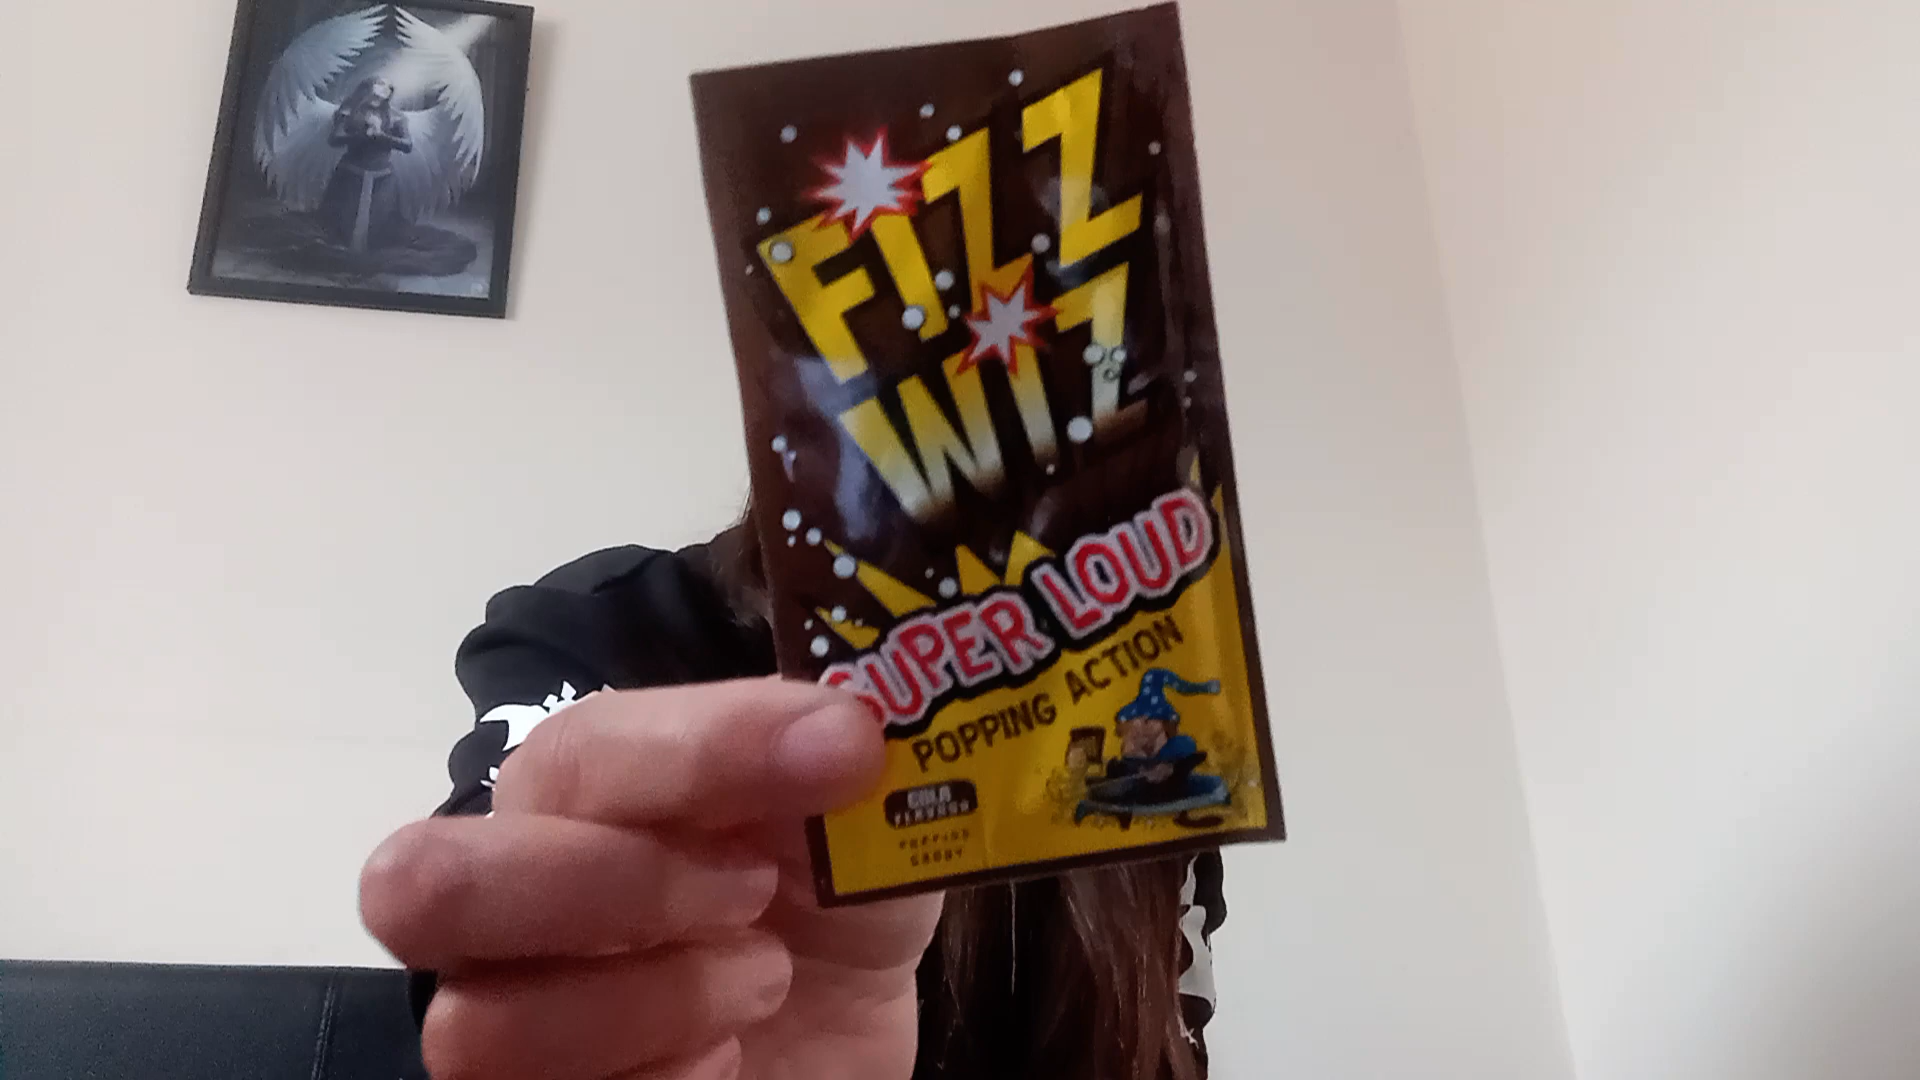 FIZZ
WIZ
SUPER LOUD
POPPING ACTION
COLA
FLAVOUR
POPPING
CANDY